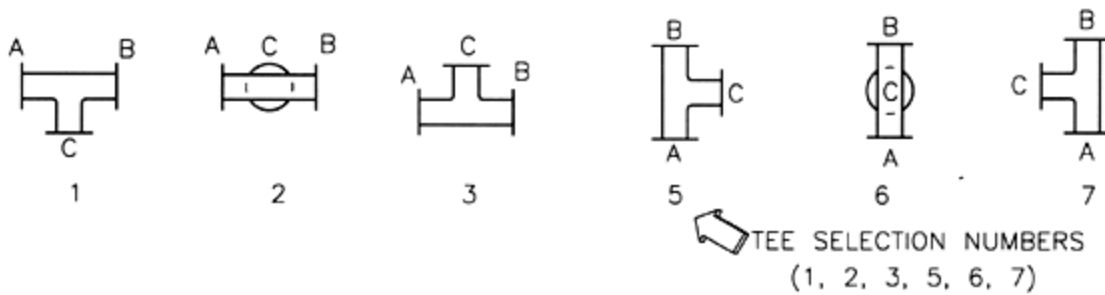 A B C
A C B
A C B
B C A
B C A
B C A
1 2 3 5 6 7
TEE SELECTION NUMBERS
(1, 2, 3, 5, 6, 7)